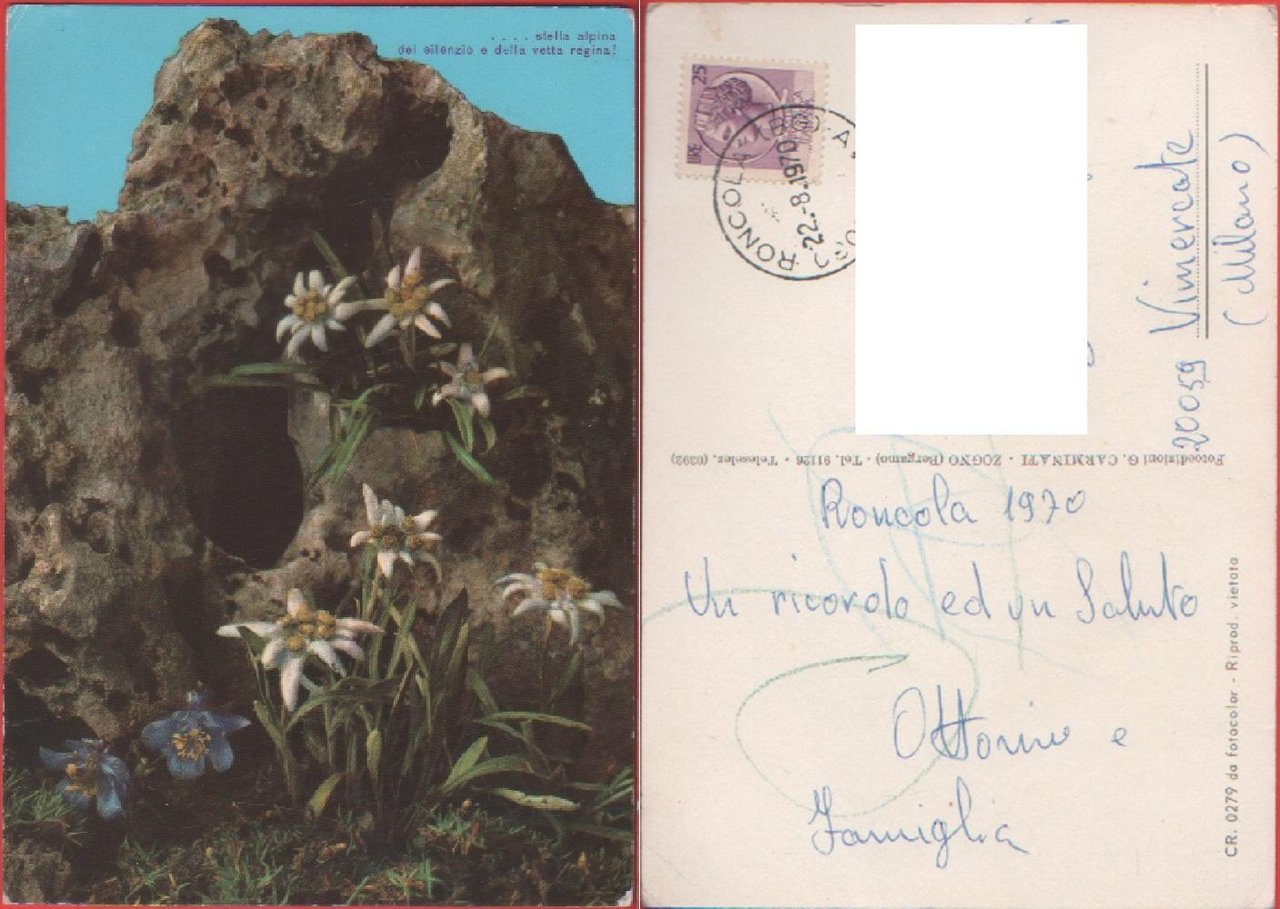 . . . . stella alpina
del silenzio e della vetta regina!
25
LIRE
RONCOLA
22.-8.1970
20059 Vimercate
(Milano)
Fotoedizioni G. CARMINATI - ZOGNO (Bergamo) - Tel. 91126 - Teleselez. (0392)
Roncola 1970
Un ricordo ed un Saluto
Ottorino e
Famiglia
CR. 0279 da fotocolor - Riprod. vietata